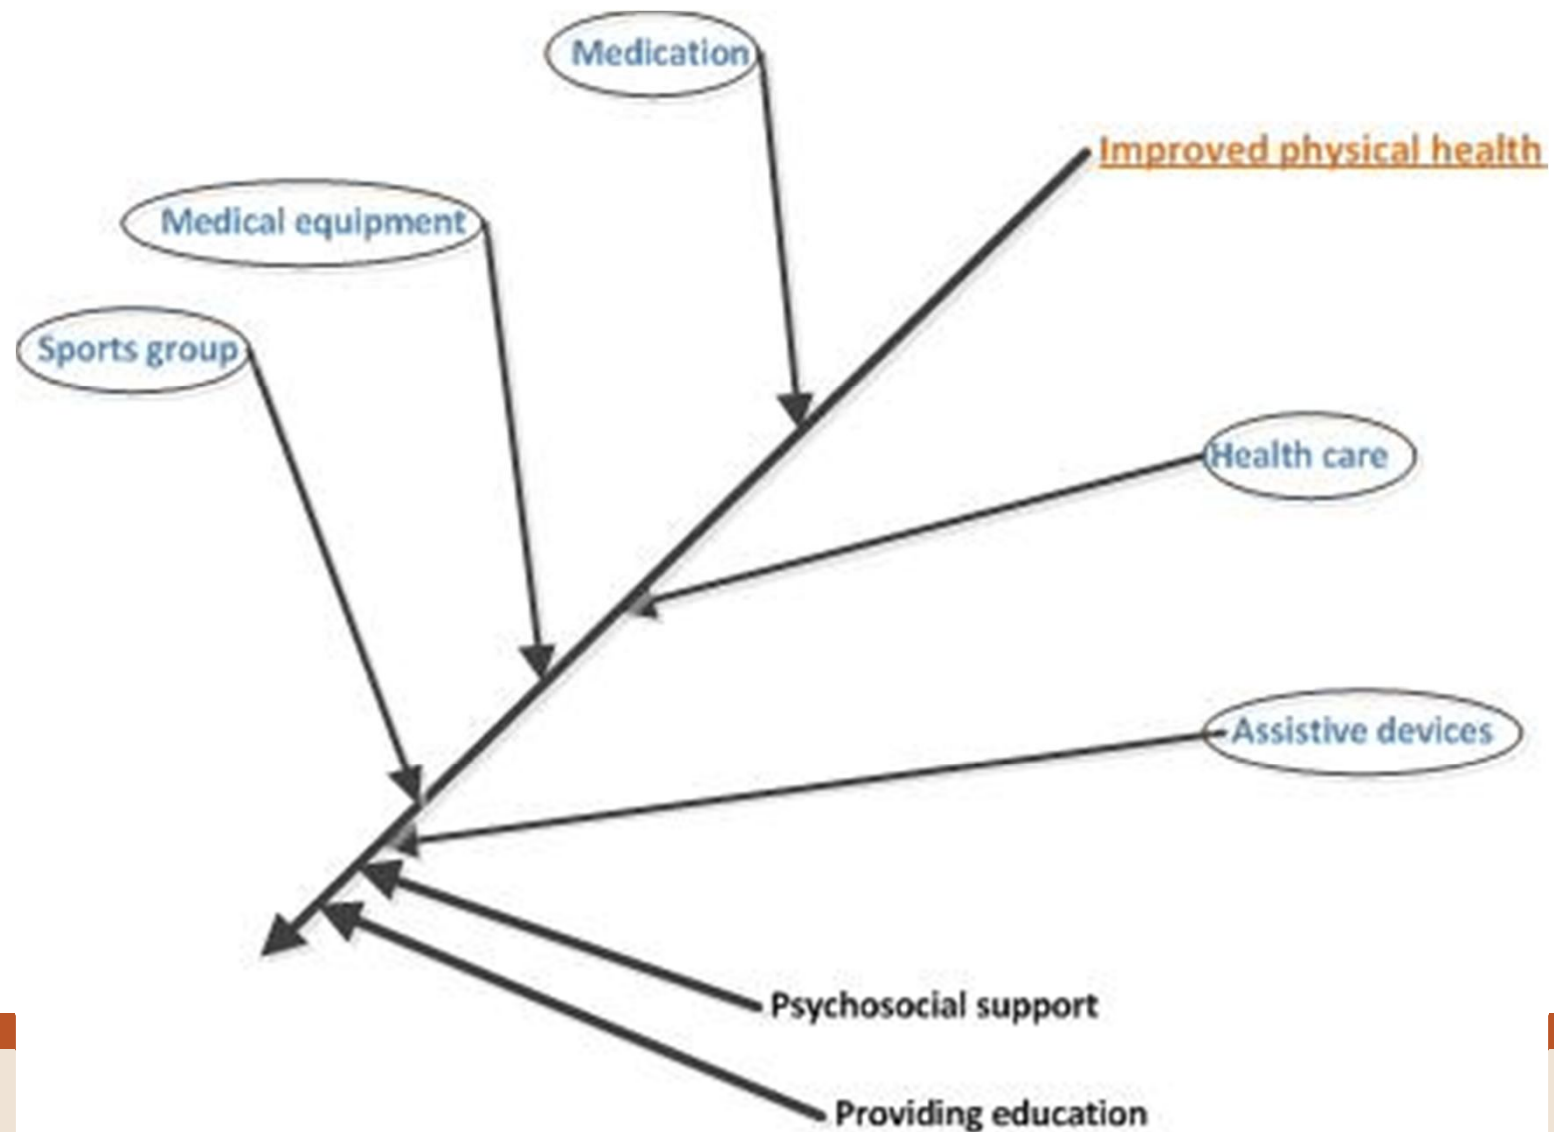 Medication
Improved physical health
Medical equipment
Sports group
Health care
Assistive devices
Psychosocial support
Providing education